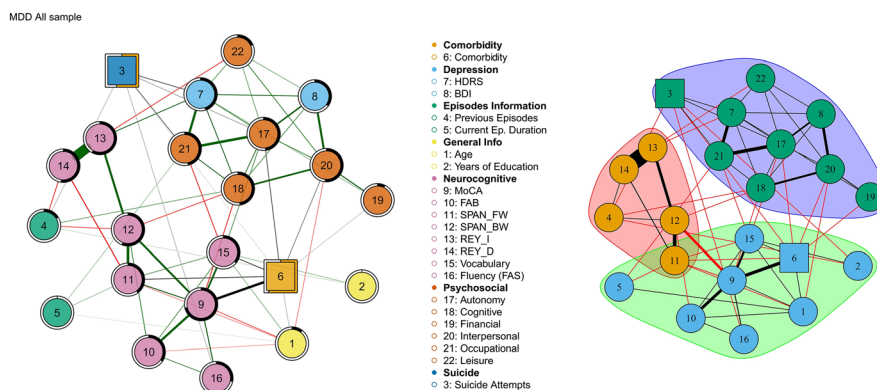 MDD All sample
22
3
7
8
13
17
21
14
20
18
19
4
12
15
11
6
2
9
5
1
10
16
Comorbidity
6: Comorbidity
Depression
7: HDRS
8: BDI
Episodes Information
4: Previous Episodes
5: Current Ep. Duration
General Info
1: Age
2: Years of Education
Neurocognitive
9: MoCA
10: FAB
11: SPAN_FW
12: SPAN_BW
13: REY_I
14: REY_D
15: Vocabulary
16: Fluency (FAS)
Psychosocial
17: Autonomy
18: Cognitive
19: Financial
20: Interpersonal
21: Occupational
22: Leisure
Suicide
3: Suicide Attempts
22
3
7
8
13
17
21
14
20
18
19
4
12
15
6
11
2
9
5
1
10
16